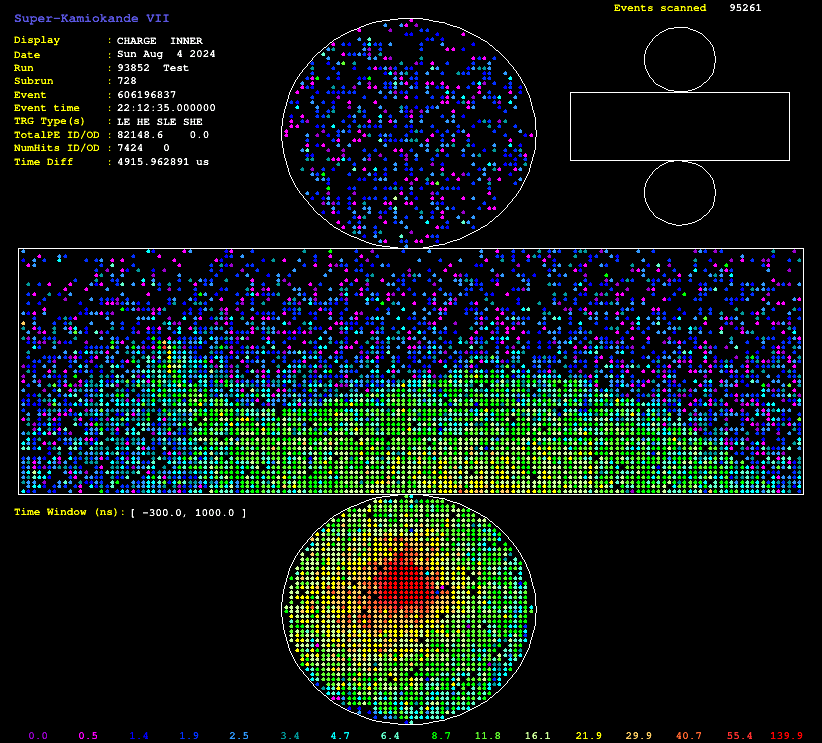 Super-Kamiokande VII
Events scanned 95261
Display : CHARGE INNER
Date : Sun Aug 4 2024
Run : 93852 Test
Subrun : 728
Event : 606196837
Event time : 22:12:35.000000
TRG Type(s) : LE HE SLE SHE
TotalPE ID/OD : 82148.6 0.0
NumHits ID/OD : 7424 0
Time Diff : 4915.962891 us
Time Window (ns): [ -300.0, 1000.0 ]
0.0 0.5 1.4 1.9 2.5 3.4 4.7 6.4 8.7 11.8 16.1 21.9 29.9 40.7 55.4 139.9